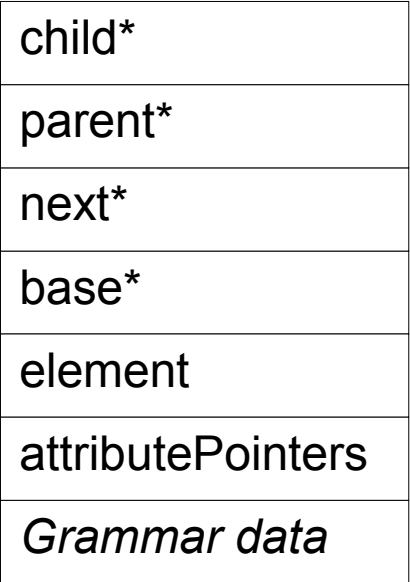 child*
parent*
next*
base*
element
attributePointers
Grammar data